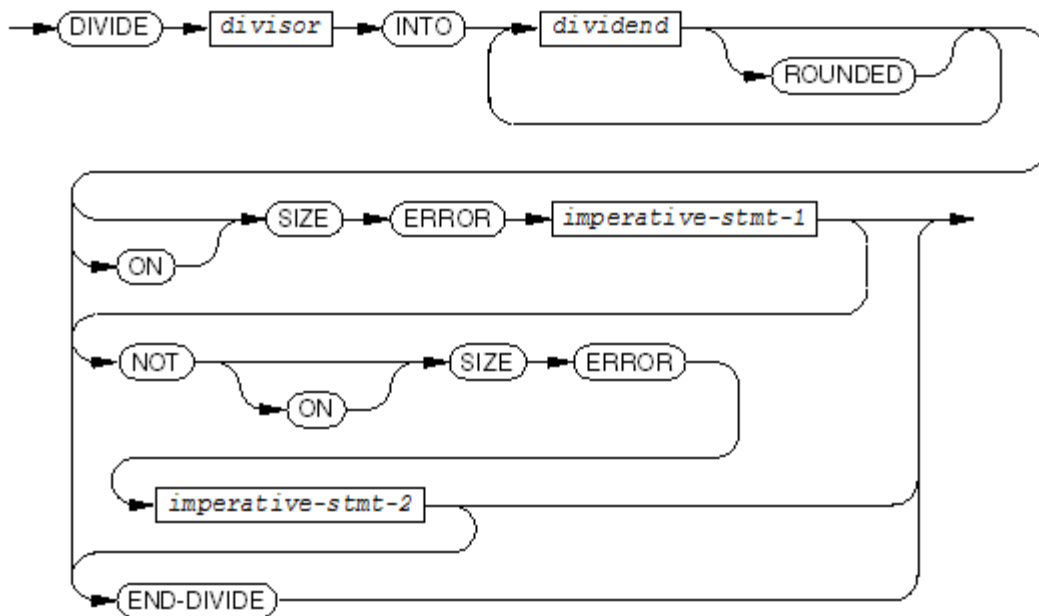 DIVIDE divisor INTO dividend
ROUNDED
SIZE ERROR imperative-stmt-1
ON
NOT SIZE ERROR
ON
imperative-stmt-2
END-DIVIDE